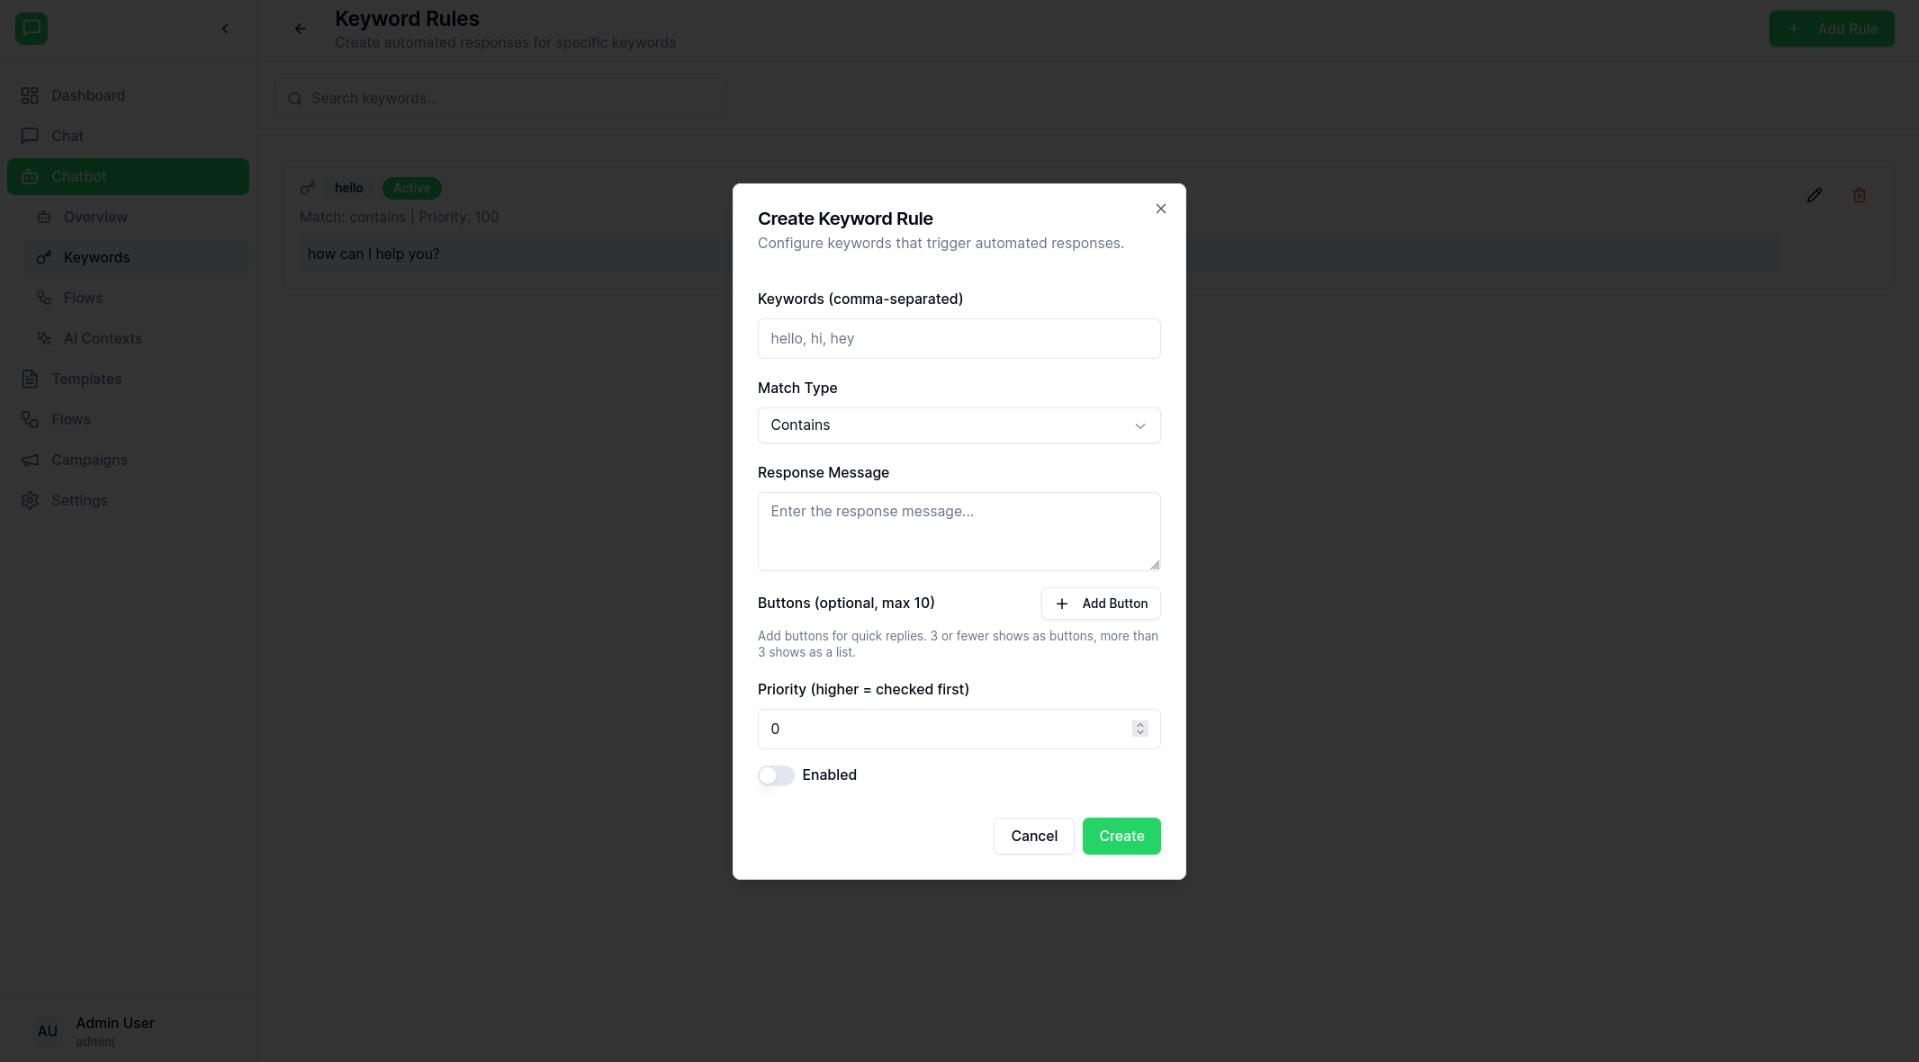 Keyword Rules
Create automated responses for specific keywords
Add Rule
Search keywords...
Dashboard
Chat
Chatbot
Overview
Keywords
Flows
AI Contexts
Templates
Flows
Campaigns
Settings
hello
Active
Match: contains | Priority: 100
how can I help you?
Create Keyword Rule
Configure keywords that trigger automated responses.
Keywords (comma-separated)
hello, hi, hey
Match Type
Contains
Response Message
Enter the response message...
Buttons (optional, max 10)
Add Button
Add buttons for quick replies. 3 or fewer shows as buttons, more than
3 shows as a list.
Priority (higher = checked first)
0
Enabled
Cancel
Create
AU
Admin User
admin(